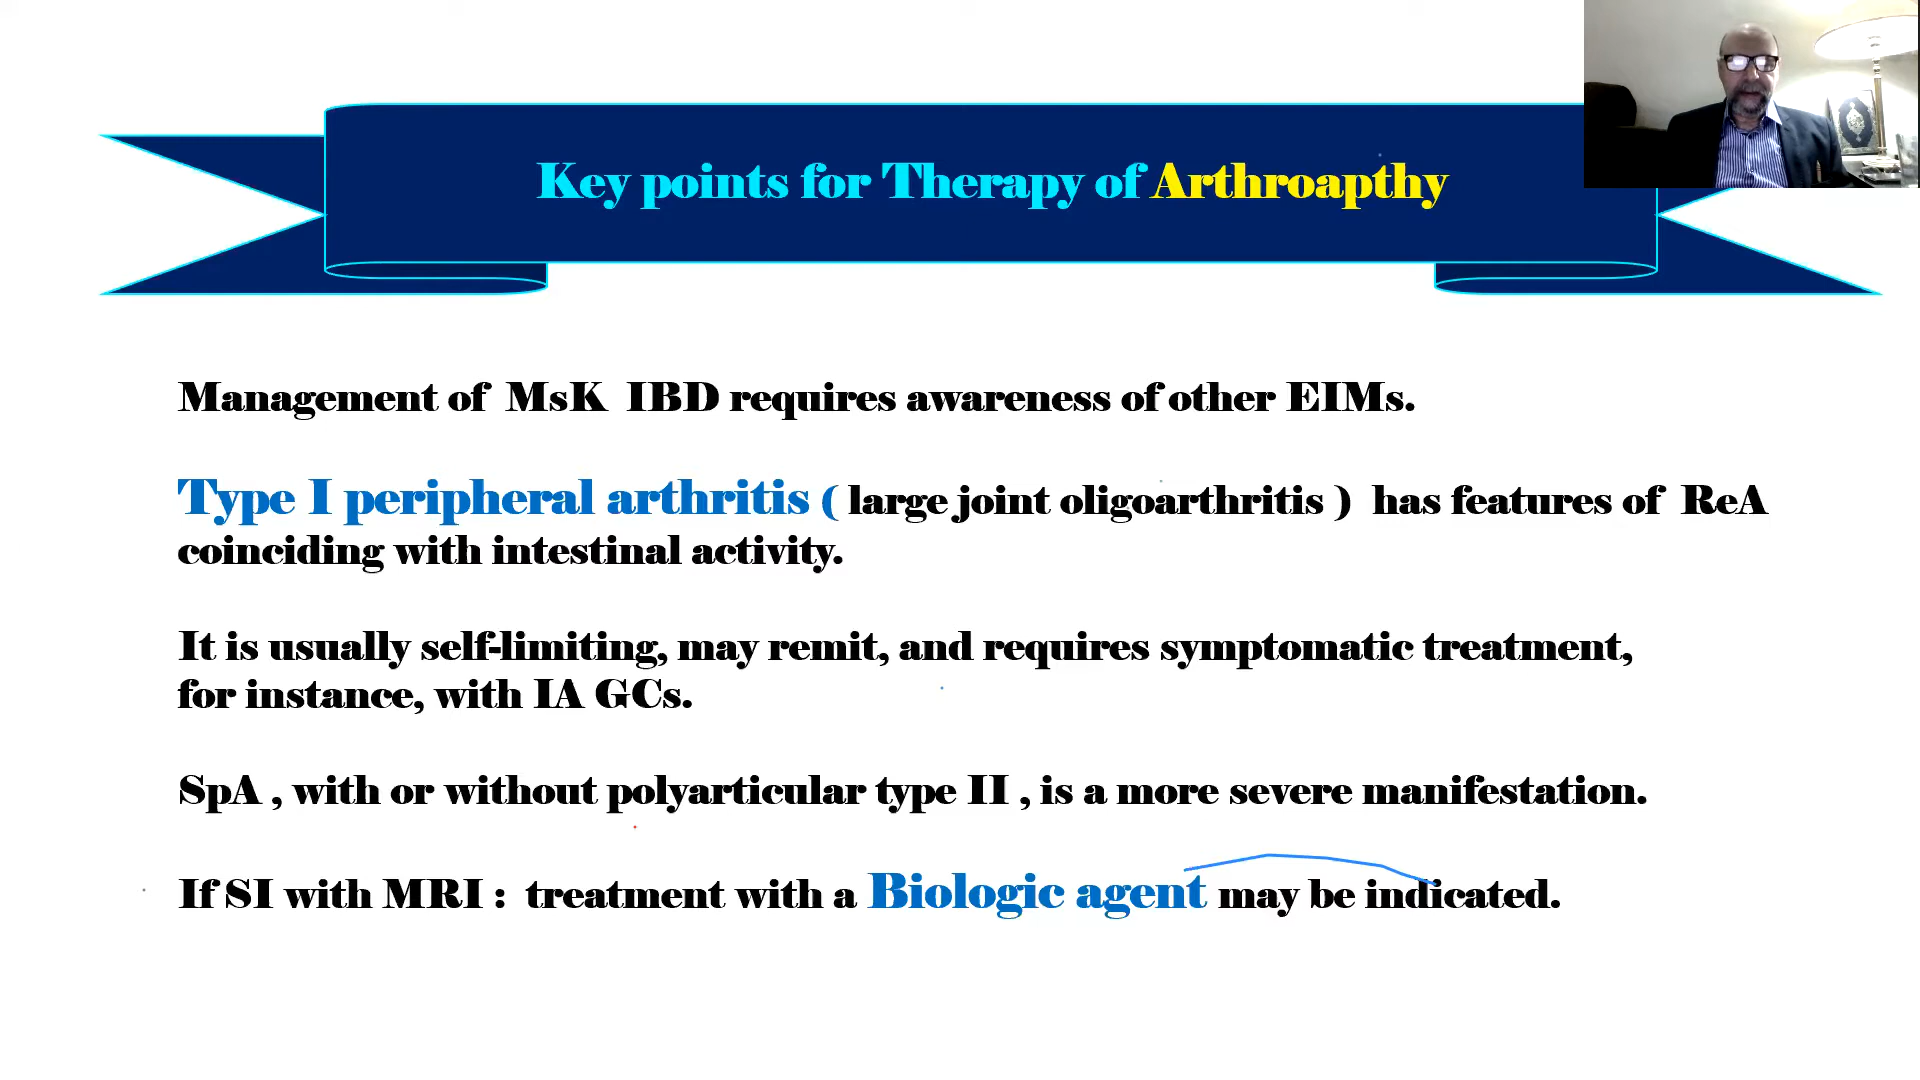 Key points for Therapy of Arthroapthy
Management of MsK IBD requires awareness of other EIMs.
Type I peripheral arthritis ( large joint oligoarthritis ) has features of ReA
coinciding with intestinal activity.
It is usually self-limiting, may remit, and requires symptomatic treatment,
for instance, with IA GCs.
SpA , with or without polyarticular type II , is a more severe manifestation.
If SI with MRI : treatment with a Biologic agent may be indicated.